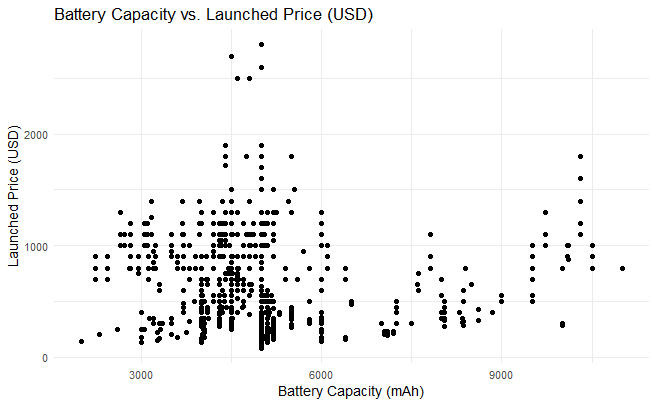 Battery Capacity vs. Launched Price (USD)
Launched Price (USD)
2000
1000
0
3000 6000 9000
Battery Capacity (mAh)